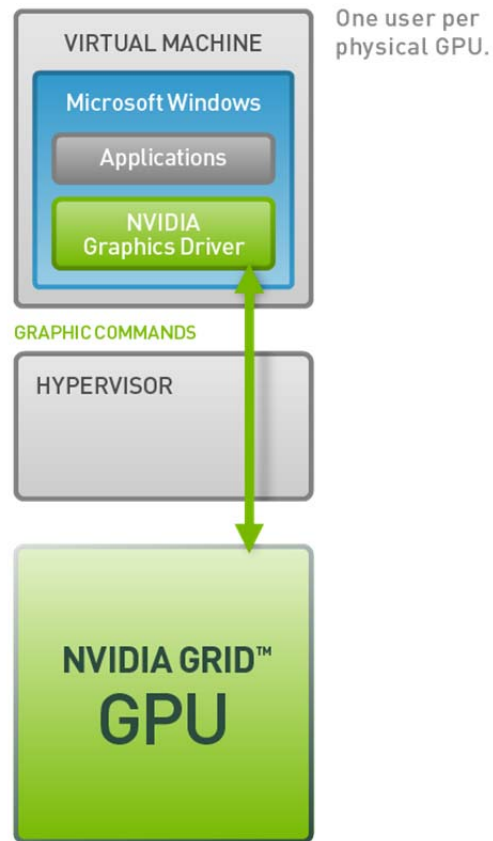 VIRTUAL MACHINE
One user per
physical GPU.
Microsoft Windows
Applications
NVIDIA
Graphics Driver
GRAPHIC COMMANDS
HYPERVISOR
NVIDIA GRID™
GPU